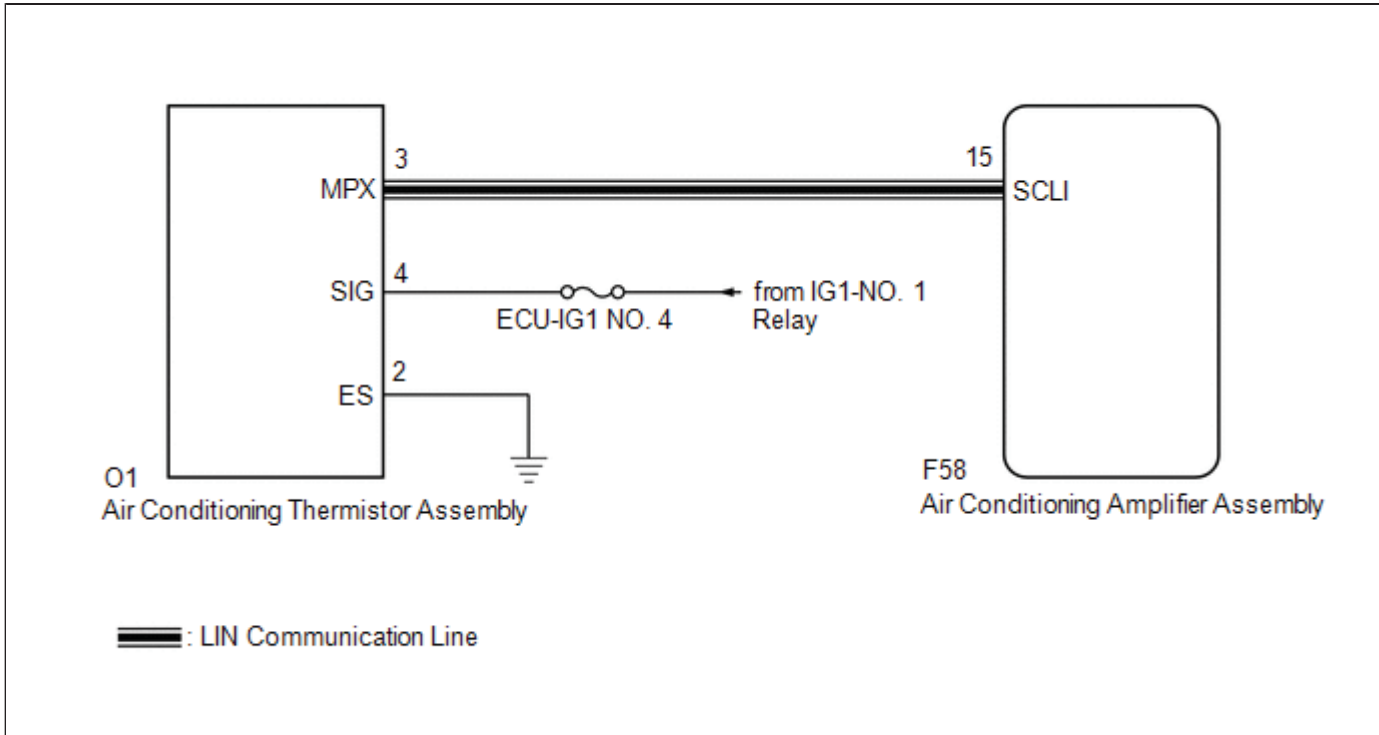 3
15
MPX
SCLI
4
SIG
from IG1-NO. 1
ECU-IG1 NO. 4
Relay
2
ES
O1
F58
Air Conditioning Thermistor Assembly
Air Conditioning Amplifier Assembly
: LIN Communication Line